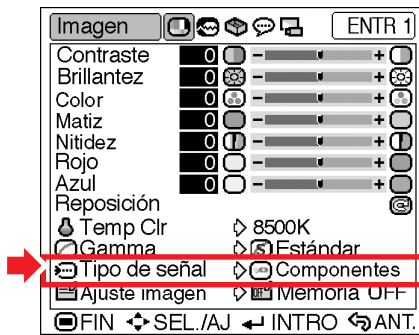 Imagen ENTR 1
Contraste 0 - +
Brillantez 0 - +
Color 0 - +
Matiz 0 - +
Nitidez 0 - +
Rojo 0 - +
Azul 0 - +
Reposición
Temp Clr 8500K
Gamma Estándar
Tipo de señal Componentes
Ajuste imagen Memoria OFF
FIN SEL./AJ INTRO ANT